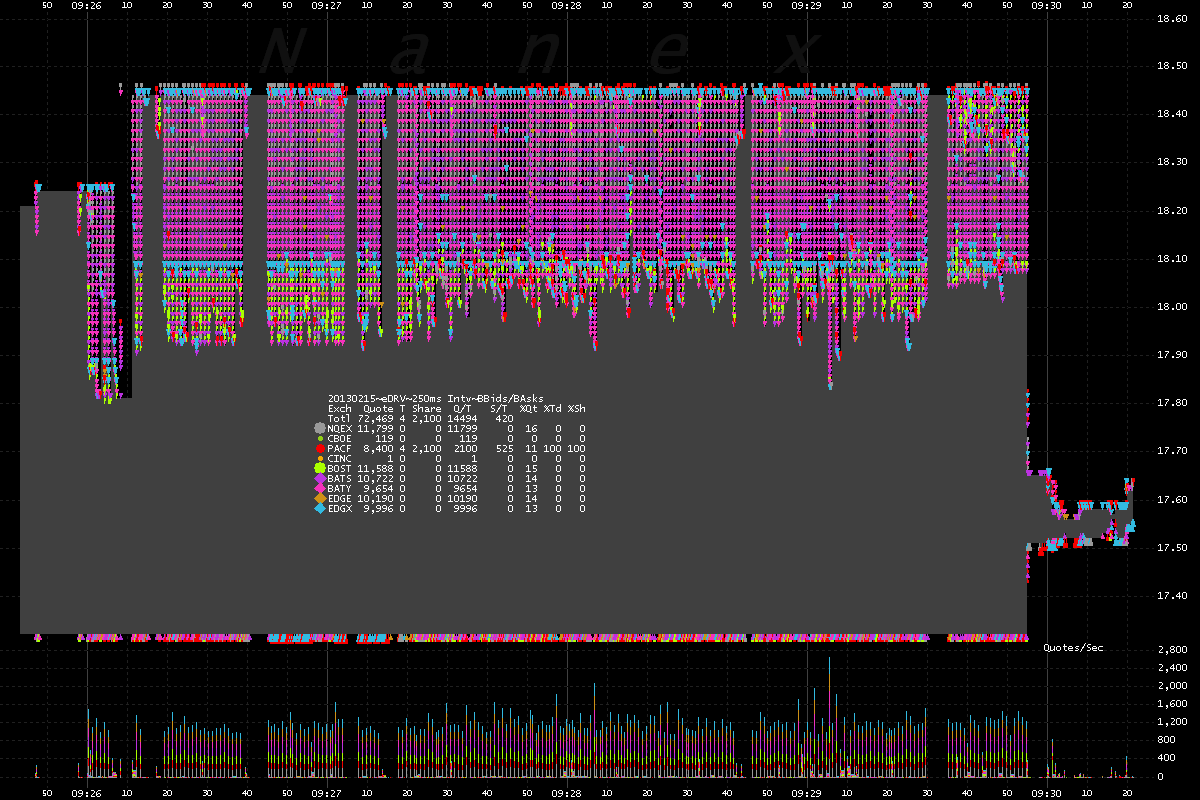 50 09:26 10 20 30 40 50 09:27 10 20 30 40 50 09:28 10 20 30 40 50 09:29 10 20 30 40 50 09:30 10 20
18.60
Nanex
18.50
18.40
18.30
18.20
18.10
18.00
17.90
17.80
20130215~eDRV~250ms Intv~BBids/BAsks
Exch Quote T Share Q/T S/T %Qt %Td %Sh
Totl 72,469 4 2,100 14494 420
NQEX 11,799 0 0 11799 0 16 0 0
CBOE 119 0 0 119 0 0 0 0
PACF 8,400 4 2,100 2100 525 11 100 100
17.70
CINC 1 0 0 1 0 0 0 0
BOST 11,588 0 0 11588 0 15 0 0
BATS 10,722 0 0 10722 0 14 0 0
BATY 9,654 0 0 9654 0 13 0 0
EDGE 10,190 0 0 10190 0 14 0 0
17.60
EDGX 9,996 0 0 9996 0 13 0 0
17.50
17.40
Quotes/Sec
2,800
2,400
2,000
1,600
1,200
800
400
0
50 09:26 10 20 30 40 50 09:27 10 20 30 40 50 09:28 10 20 30 40 50 09:29 10 20 30 40 50 09:30 10 20